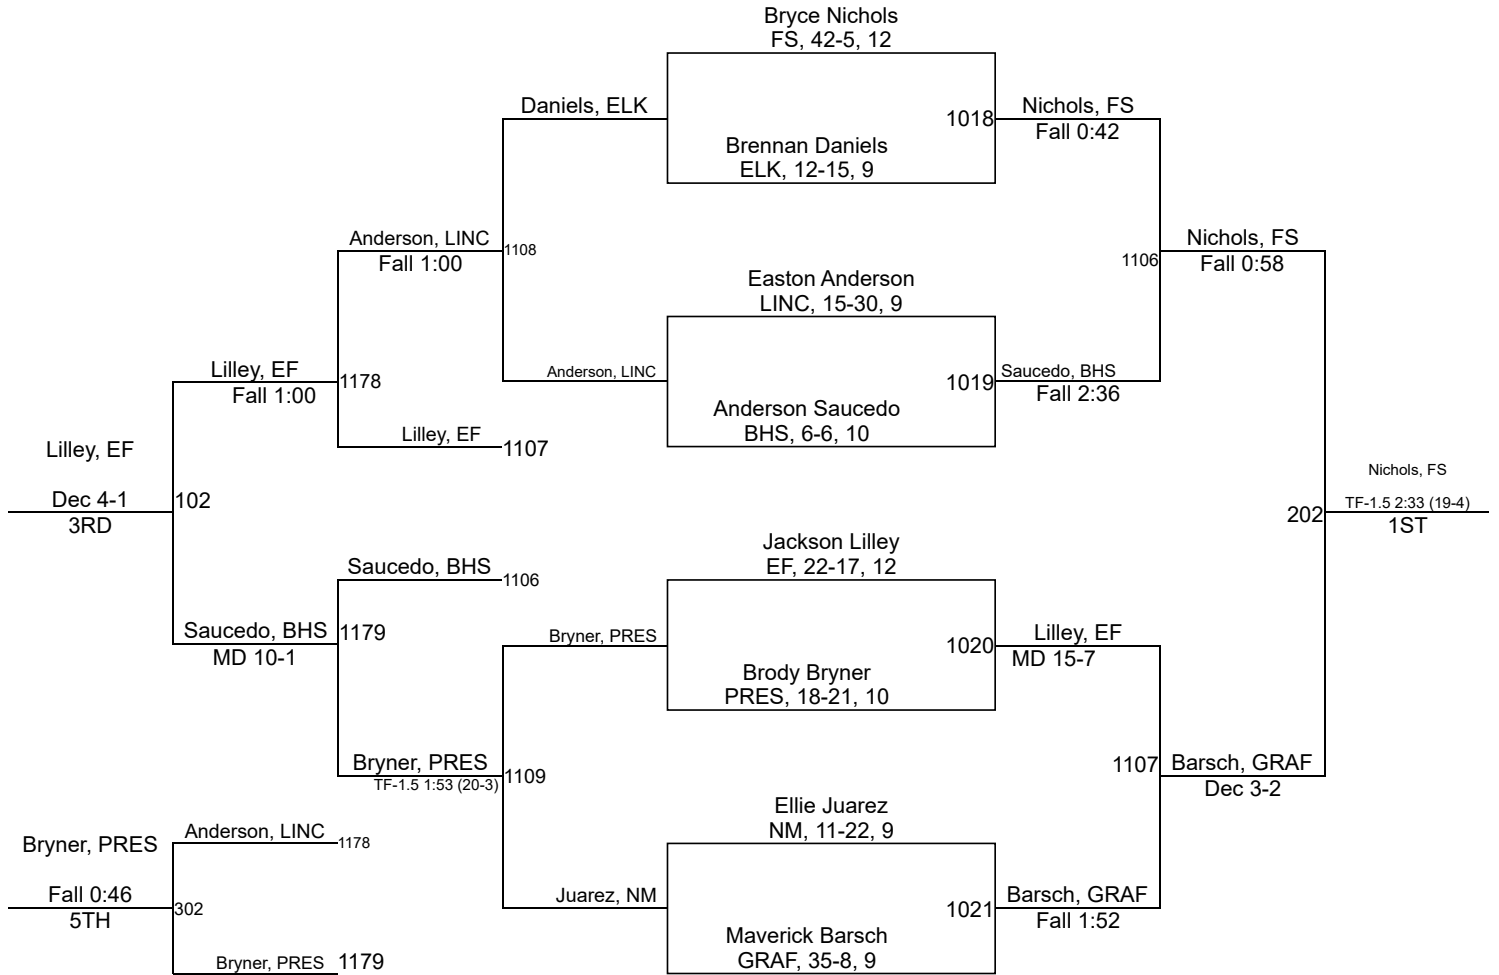 Bryce Nichols
FS, 42-5, 12
Daniels, ELK
1018
Nichols, FS
Fall 0:42
Brennan Daniels
ELK, 12-15, 9
Anderson, LINC
Fall 1:00
1108
1106
Nichols, FS
Fall 0:58
Easton Anderson
LINC, 15-30, 9
Lilley, EF
Fall 1:00
1178
Anderson, LINC
1019
Saucedo, BHS
Fall 2:36
Anderson Saucedo
BHS, 6-6, 10
Lilley, EF
1107
Lilley, EF
Dec 4-1
3RD
102
Nichols, FS
TF-1.5 2:33 (19-4)
1ST
202
Jackson Lilley
EF, 22-17, 12
Saucedo, BHS
1106
Saucedo, BHS
MD 10-1
1179
Bryner, PRES
1020
Lilley, EF
MD 15-7
Brody Bryner
PRES, 18-21, 10
Bryner, PRES
TF-1.5 1:53 (20-3)
1109
1107
Barsch, GRAF
Dec 3-2
Ellie Juarez
NM, 11-22, 9
Anderson, LINC
1178
Bryner, PRES
Fall 0:46
5TH
302
Juarez, NM
1021
Barsch, GRAF
Fall 1:52
Maverick Barsch
GRAF, 35-8, 9
Bryner, PRES
1179